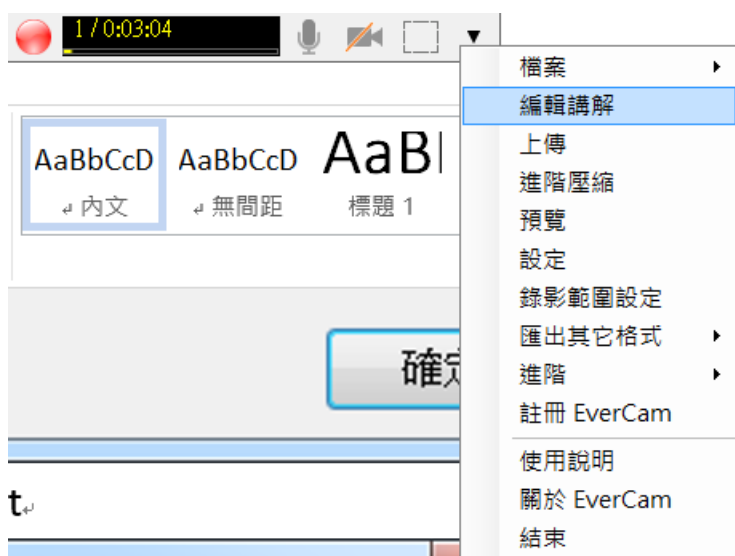 1 / 0:03:04
AaBbCcD AaBbCcD AaB
內文 無間距 標題 1
確定
t
檔案
編輯講解
上傳
進階壓縮
預覽
設定
錄影範圍設定
匯出其它格式
進階
註冊 EverCam
使用說明
關於 EverCam
結束